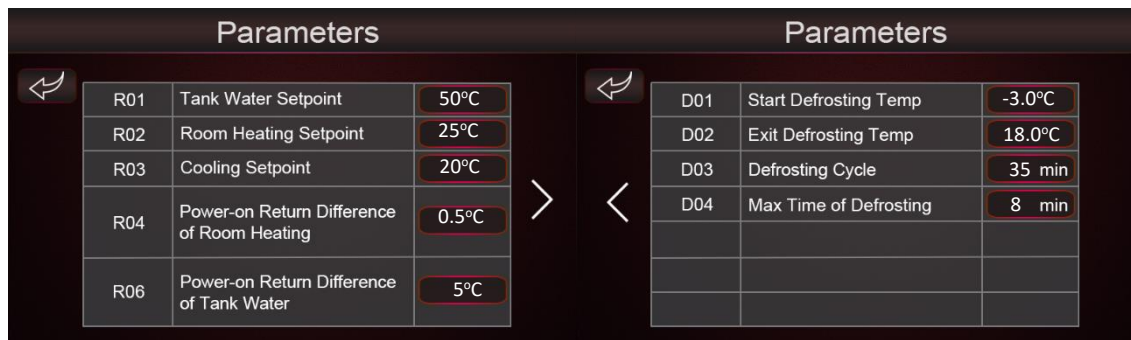 Parameters
R01 Tank Water Setpoint 50°C
R02 Room Heating Setpoint 25°C
R03 Cooling Setpoint 20°C
R04 Power-on Return Difference 0.5°C
of Room Heating
R06 Power-on Return Difference 5°C
of Tank Water
Parameters
D01 Start Defrosting Temp -3.0°C
D02 Exit Defrosting Temp 18.0°C
D03 Defrosting Cycle 35 min
D04 Max Time of Defrosting 8 min